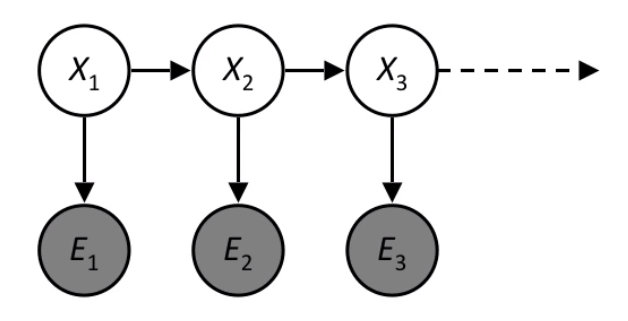 X₁ X₂ X₃
E₁ E₂ E₃